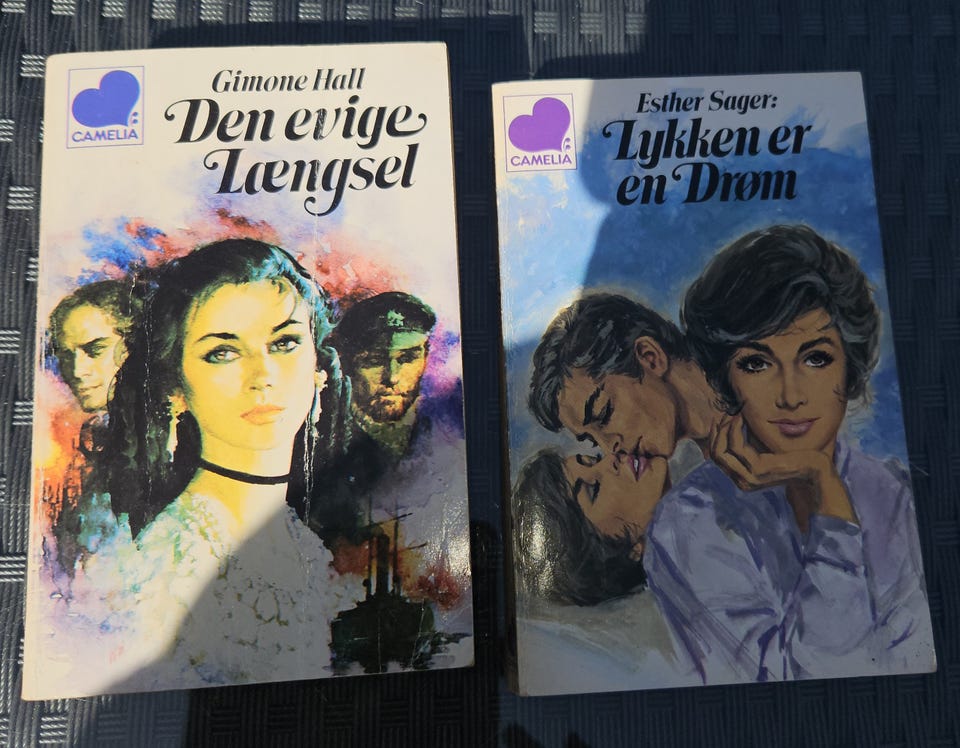 CAMELIA
Gimone Hall
Den evige
Længsel
CAMELIA
Esther Sager:
Lykken er
en Drøm